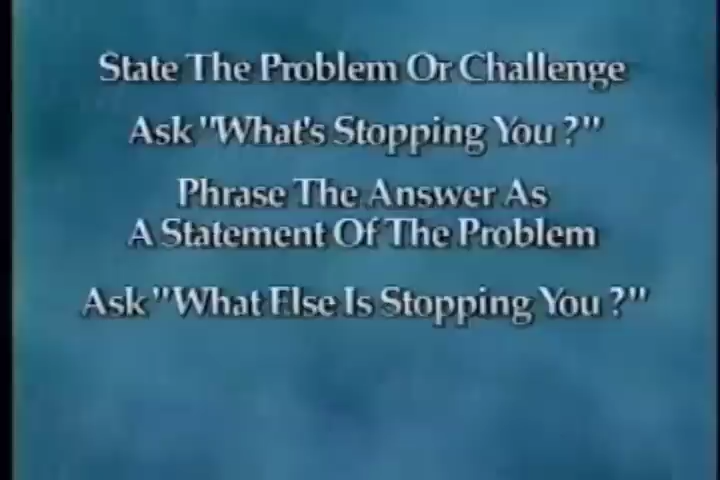 State The Problem Or Challenge
Ask "What's Stopping You ?"
Phrase The Answer As
A Statement Of The Problem
Ask "What Else Is Stopping You ?"